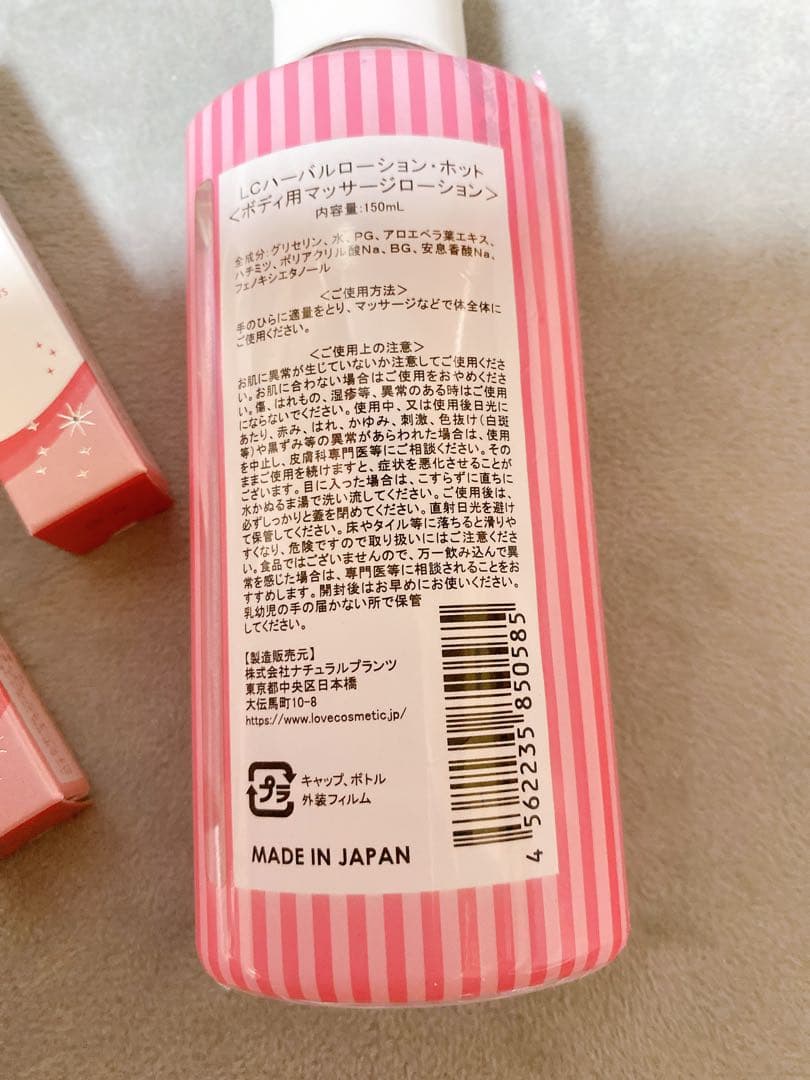 LCハーバルローション・ホット
<ボディ用マッサージローション>
内容量:150mL
全成分:グリセリン、水、PG、アロエベラ葉エキス、
ハチミツ、ポリアクリル酸Na、BG、安息香酸Na、
フェノキシエタノール
<ご使用方法>
手のひらに適量をとり、マッサージなどで体全体に
ご使用ください。
<ご使用上の注意>
お肌に異常が生じていないか注意してご使用くださ
い。お肌に合わない場合はご使用をおやめくださ
い。傷、はれもの、湿疹等、異常のある時はご使用
にならないでください。使用中、又は使用後日光に
あたり、赤み、はれ、かゆみ、刺激、色抜け(白斑
等)や黒ずみ等の異常があらわれた場合は、使用
を中止し、皮膚科専門医等にご相談ください。その
ままご使用を続けますと、症状を悪化させることが
ございます。目に入った場合は、こすらずに直ちに
水かぬるま湯で洗い流してください。ご使用後は、
必ずしっかりと蓋を閉めてください。直射日光を避け
て保管してください。床やタイル等に落ちると滑りや
すくなり、危険ですので取り扱いにはご注意くださ
い。食品ではございませんので、万一飲み込んで異
常を感じた場合は、専門医等に相談されることをお
すすめします。開封後はお早めにお使いください。
乳幼児の手の届かない所で保管
してください。
【製造販売元】
株式会社ナチュラルプランツ
東京都中央区日本橋
大伝馬町10-8
https://www.lovecosmetic.jp/
プラ
キャップ、ボトル
外装フィルム
MADE IN JAPAN
4 562235 850585